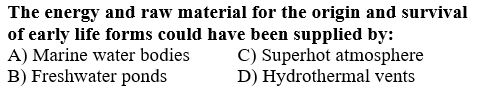 The energy and raw material for the origin and survival
of early life forms could have been supplied by:
A) Marine water bodies C) Superhot atmosphere
B) Freshwater ponds D) Hydrothermal vents